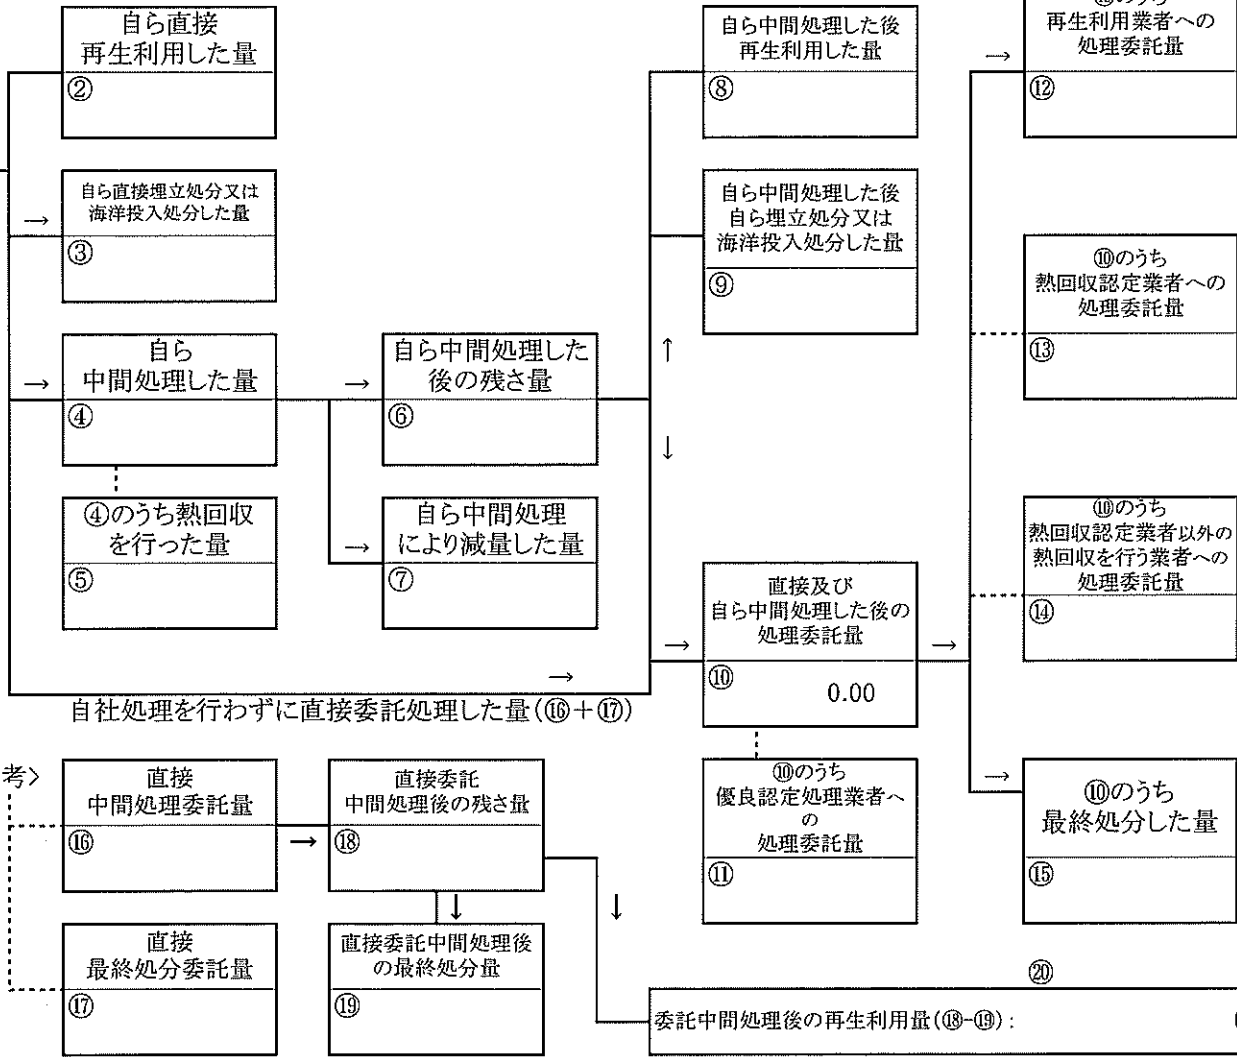 自ら直接
再生利用した量
②
自ら直接埋立処分又は
海洋投入処分した量
→
③
自ら
中間処理した量
→
④
④のうち熱回収
を行った量
⑤
→
自ら中間処理した
後の残さ量
⑥
自ら中間処理
により減量した量
→
⑦
自ら中間処理した後
再生利用した量
⑧
自ら中間処理した後
自ら埋立処分又は
海洋投入処分した量
⑨
↑
↓
直接及び
自ら中間処理した後の
処理委託量
→
⑩
0.00
→
→
自社処理を行わずに直接委託処理した量(⑯+⑰)
⑩のうち
優良認定処理業者へ
の
処理委託量
⑪
再生利用業者への
処理委託量
→
⑫
⑩のうち
熱回収認定業者への
処理委託量
⑬
⑩のうち
熱回収認定業者以外の
熱回収を行う業者への
処理委託量
⑭
→
⑩のうち
最終処分した量
⑮
考>
直接
中間処理委託量
⑯
→
直接委託
中間処理後の残さ量
⑱
↓
↓
直接
最終処分委託量
⑰
直接委託中間処理後
の最終処分量
⑲
⑳
委託中間処理後の再生利用量(⑱-⑲):